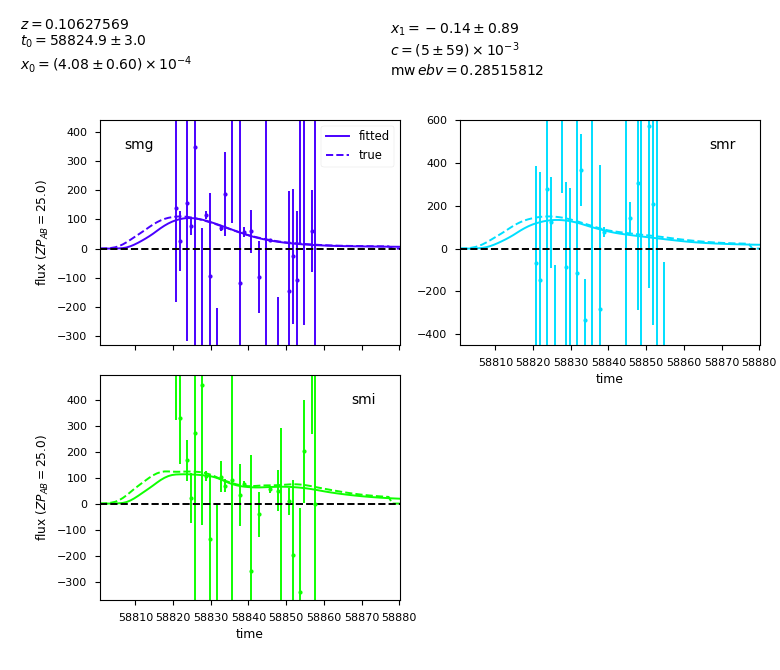 z = 0.10627569
t₀ = 58824.9 ± 3.0
x₀ = (4.08 ± 0.60) × 10⁻⁴
x₁ = −0.14 ± 0.89
c = (5 ± 59) × 10⁻³
mw ebv = 0.28515812
smg
fitted
true
flux (ZP_AB = 25.0)
400
300
200
100
0
−100
−200
−300
smr
600
400
200
0
−200
−400
58810 58820 58830 58840 58850 58860 58870 58880
time
smi
flux (ZP_AB = 25.0)
400
300
200
100
0
−100
−200
−300
58810 58820 58830 58840 58850 58860 58870 58880
time